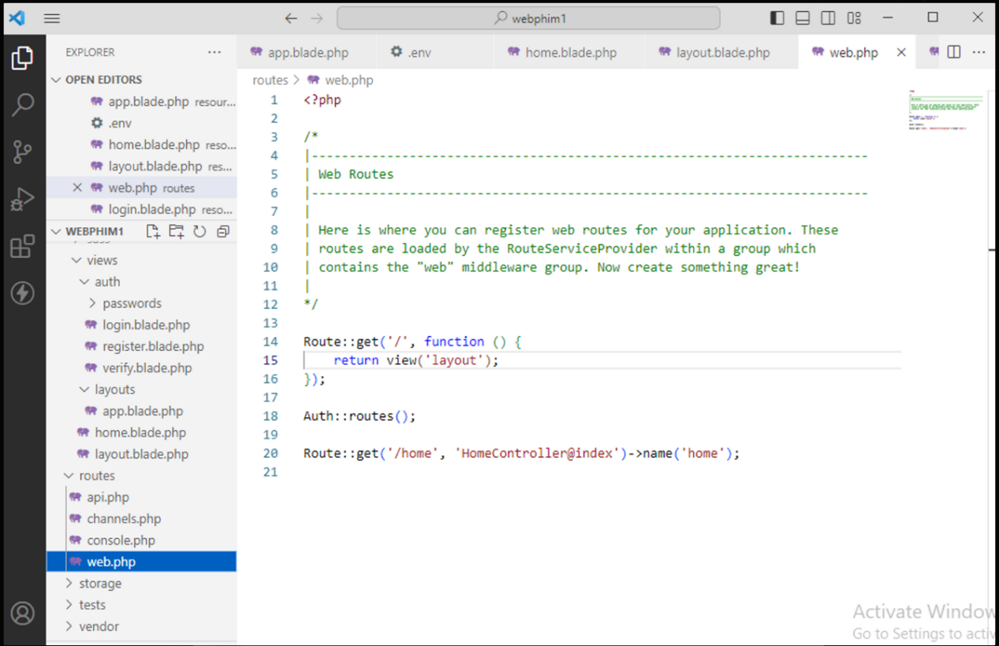 webphim1
EXPLORER
OPEN EDITORS
app.blade.php resour...
.env
home.blade.php reso...
layout.blade.php res...
web.php routes
login.blade.php reso...
WEBPHIM1
views
auth
passwords
login.blade.php
register.blade.php
verify.blade.php
layouts
app.blade.php
home.blade.php
layout.blade.php
routes
api.php
channels.php
console.php
web.php
storage
tests
vendor
app.blade.php .env home.blade.php layout.blade.php web.php
routes > web.php
1 <?php
2
3 /*
4 |--------------------------------------------------------------------------
5 | Web Routes
6 |--------------------------------------------------------------------------
7 |
8 | Here is where you can register web routes for your application. These
9 | routes are loaded by the RouteServiceProvider within a group which
10 | contains the "web" middleware group. Now create something great!
11 |
12 */
13
14 Route::get('/', function () {
15     return view('layout');
16 });
17
18 Auth::routes();
19
20 Route::get('/home', 'HomeController@index')->name('home');
21
Activate Window
Go to Settings to activ